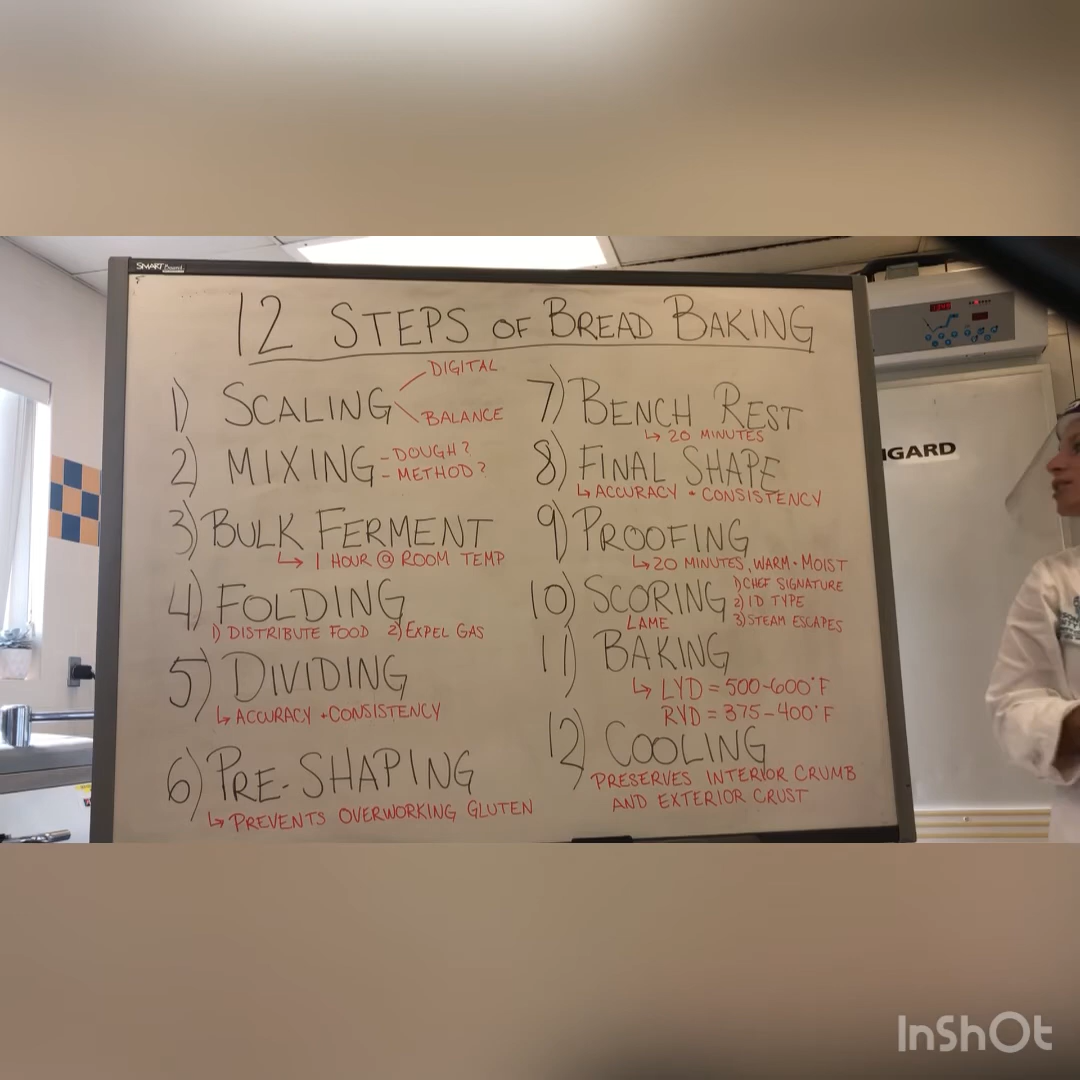 SMART Board
12 STEPS OF BREAD BAKING
1) SCALING
DIGITAL
BALANCE
2) MIXING
- DOUGH?
- METHOD?
3) BULK FERMENT
↳ 1 HOUR @ ROOM TEMP
4) FOLDING
1) DISTRIBUTE FOOD 2) EXPEL GAS
5) DIVIDING
↳ ACCURACY + CONSISTENCY
6) PRE-SHAPING
↳ PREVENTS OVERWORKING GLUTEN
7) BENCH REST
↳ 20 MINUTES
8) FINAL SHAPE
↳ ACCURACY + CONSISTENCY
9) PROOFING
↳ 20 MINUTES, WARM + MOIST
10) SCORING
LAME
1) CHEF SIGNATURE
2) ID TYPE
3) STEAM ESCAPES
11) BAKING
↳ LYD = 500-600°F
RYD = 375-400°F
12) COOLING
PRESERVES INTERIOR CRUMB
AND EXTERIOR CRUST
GARD
InShOt